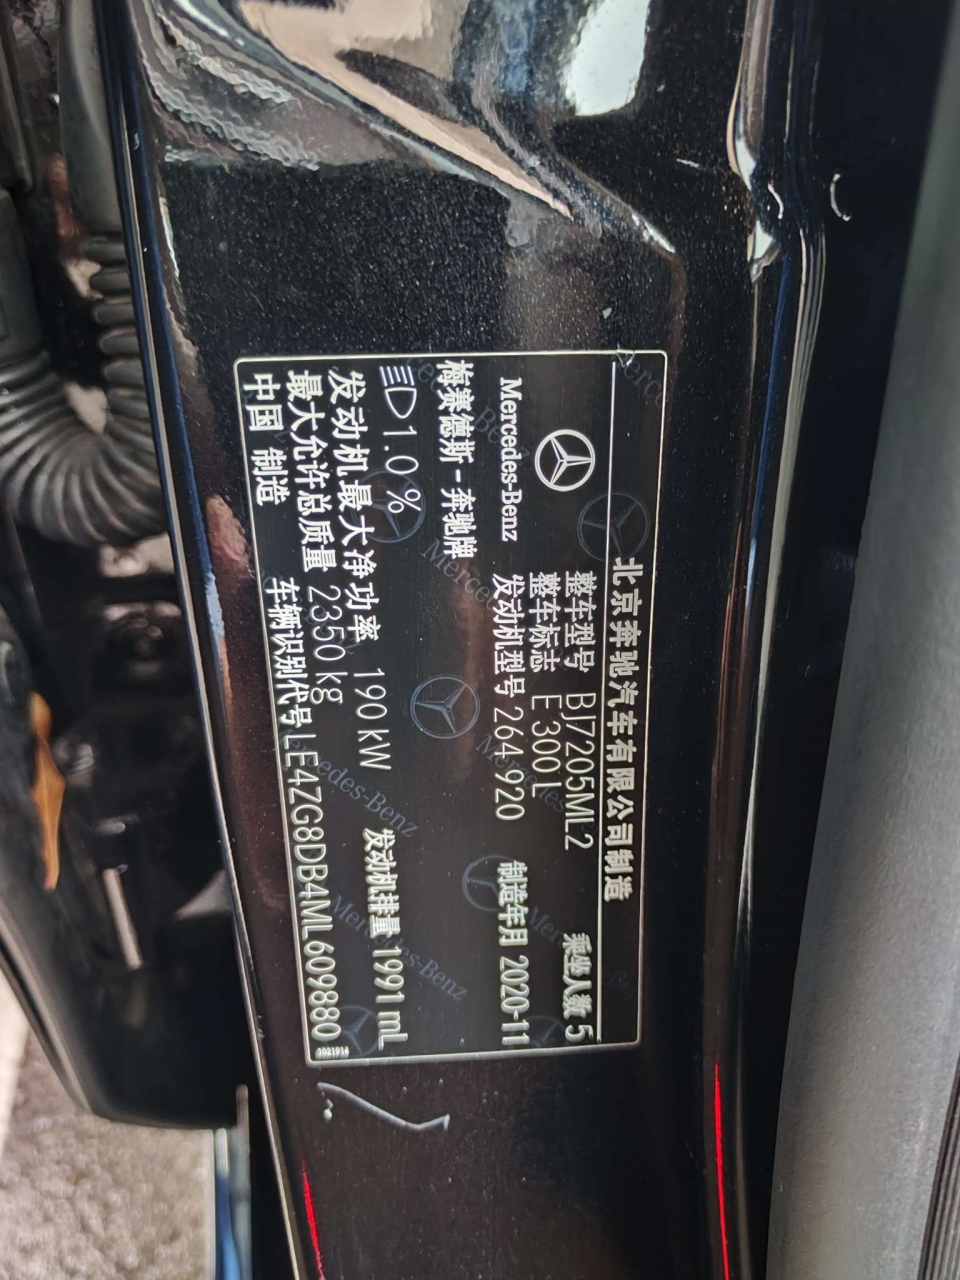 北京奔驰汽车有限公司制造
Mercedes-Benz
整车型号 BJ7205ML2 乘坐人数 5
整车标志 E 300 L
发动机型号 264 920 制造年月 2020-11
梅赛德斯-奔驰牌
1.0 %
发动机最大净功率 190 kW 发动机排量 1991 mL
最大允许总质量 2350 kg
中国 制造 车辆识别代号 LE4ZG8DB4ML609880
1021914